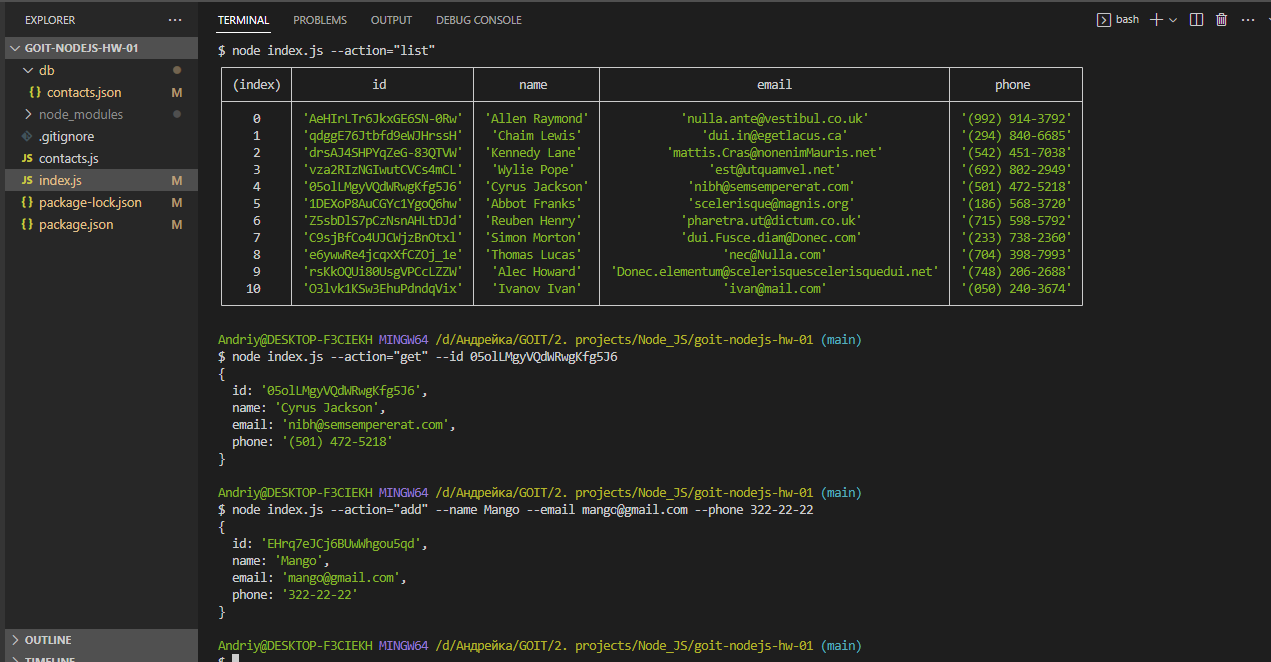 EXPLORER ···
GOIT-NODEJS-HW-01
db
{} contacts.json M
node_modules
.gitignore
JS contacts.js
JS index.js M
{} package-lock.json M
{} package.json M
OUTLINE
TIMELINE
TERMINAL PROBLEMS OUTPUT DEBUG CONSOLE bash ···
$ node index.js --action="list"
(index) id name email phone
0 'AeHIrLTr6JkxGE6SN-0Rw' 'Allen Raymond' 'nulla.ante@vestibul.co.uk' '(992) 914-3792'
1 'qdggE76Jtbfd9eWJHrssH' 'Chaim Lewis' 'dui.in@egetlacus.ca' '(294) 840-6685'
2 'drsAJ4SHPYqZeG-83QTVW' 'Kennedy Lane' 'mattis.Cras@nonenimMauris.net' '(542) 451-7038'
3 'vza2RIzNGIwutCVCs4mCL' 'Wylie Pope' 'est@utquamvel.net' '(692) 802-2949'
4 '05olLMgyVQdWRwgKfg5J6' 'Cyrus Jackson' 'nibh@semsempererat.com' '(501) 472-5218'
5 '1DEXoP8AuCGYc1YgoQ6hw' 'Abbot Franks' 'scelerisque@magnis.org' '(186) 568-3720'
6 'Z5sbDlS7pCzNsnAHLtDJd' 'Reuben Henry' 'pharetra.ut@dictum.co.uk' '(715) 598-5792'
7 'C9sjBfCo4UJCWjzBnOtxl' 'Simon Morton' 'dui.Fusce.diam@Donec.com' '(233) 738-2360'
8 'e6ywwRe4jcqxXfCZOj_1e' 'Thomas Lucas' 'nec@Nulla.com' '(704) 398-7993'
9 'rsKkOQUi80UsgVPCcLZZW' 'Alec Howard' 'Donec.elementum@scelerisquescelerisquedui.net' '(748) 206-2688'
10 'O3lvk1KSw3EhuPdndqVix' 'Ivanov Ivan' 'ivan@mail.com' '(050) 240-3674'
Andriy@DESKTOP-F3CIEKH MINGW64 /d/Андрейка/GOIT/2. projects/Node_JS/goit-nodejs-hw-01 (main)
$ node index.js --action="get" --id 05olLMgyVQdWRwgKfg5J6
{
id: '05olLMgyVQdWRwgKfg5J6',
name: 'Cyrus Jackson',
email: 'nibh@semsempererat.com',
phone: '(501) 472-5218'
}
Andriy@DESKTOP-F3CIEKH MINGW64 /d/Андрейка/GOIT/2. projects/Node_JS/goit-nodejs-hw-01 (main)
$ node index.js --action="add" --name Mango --email mango@gmail.com --phone 322-22-22
{
id: 'EHrq7eJCj6BUwWhgou5qd',
name: 'Mango',
email: 'mango@gmail.com',
phone: '322-22-22'
}
Andriy@DESKTOP-F3CIEKH MINGW64 /d/Андрейка/GOIT/2. projects/Node_JS/goit-nodejs-hw-01 (main)
$